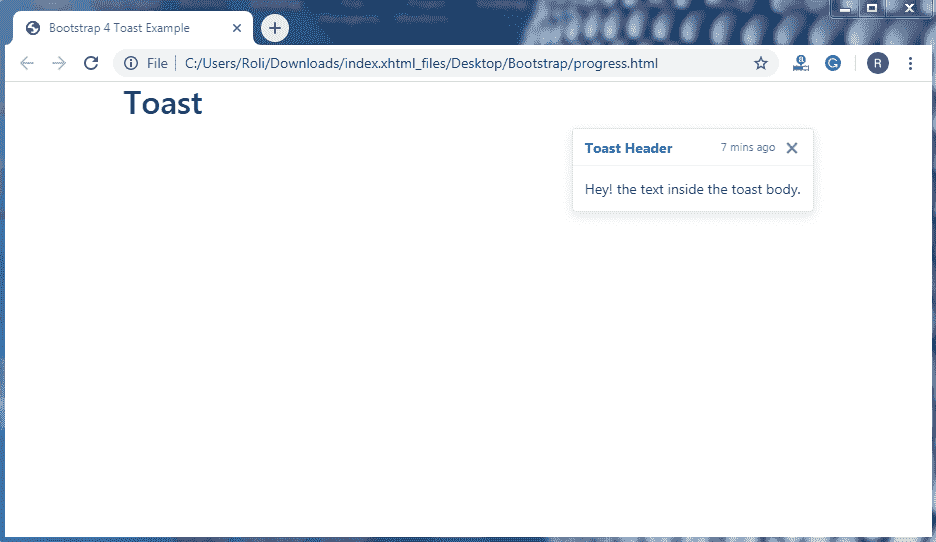 Bootstrap 4 Toast Example
File C:/Users/Roli/Downloads/index.xhtml_files/Desktop/Bootstrap/progress.html R
Toast
Toast Header 7 mins ago
Hey! the text inside the toast body.